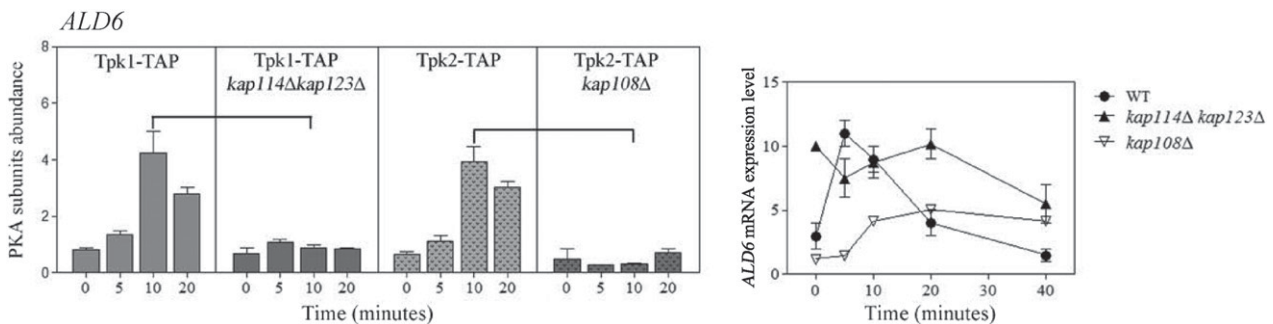 ALD6
Tpk1-TAP
Tpk1-TAP
kap114Δkap123Δ
Tpk2-TAP
Tpk2-TAP
kap108Δ
PKA subunits abundance
8
6
4
2
0
0 5 10 20 0 5 10 20 0 5 10 20 0 5 10 20
Time (minutes)
ALD6 mRNA expression level
15
10
5
0
0 10 20 30 40
Time (minutes)
WT
kap114Δ kap123Δ
kap108Δ